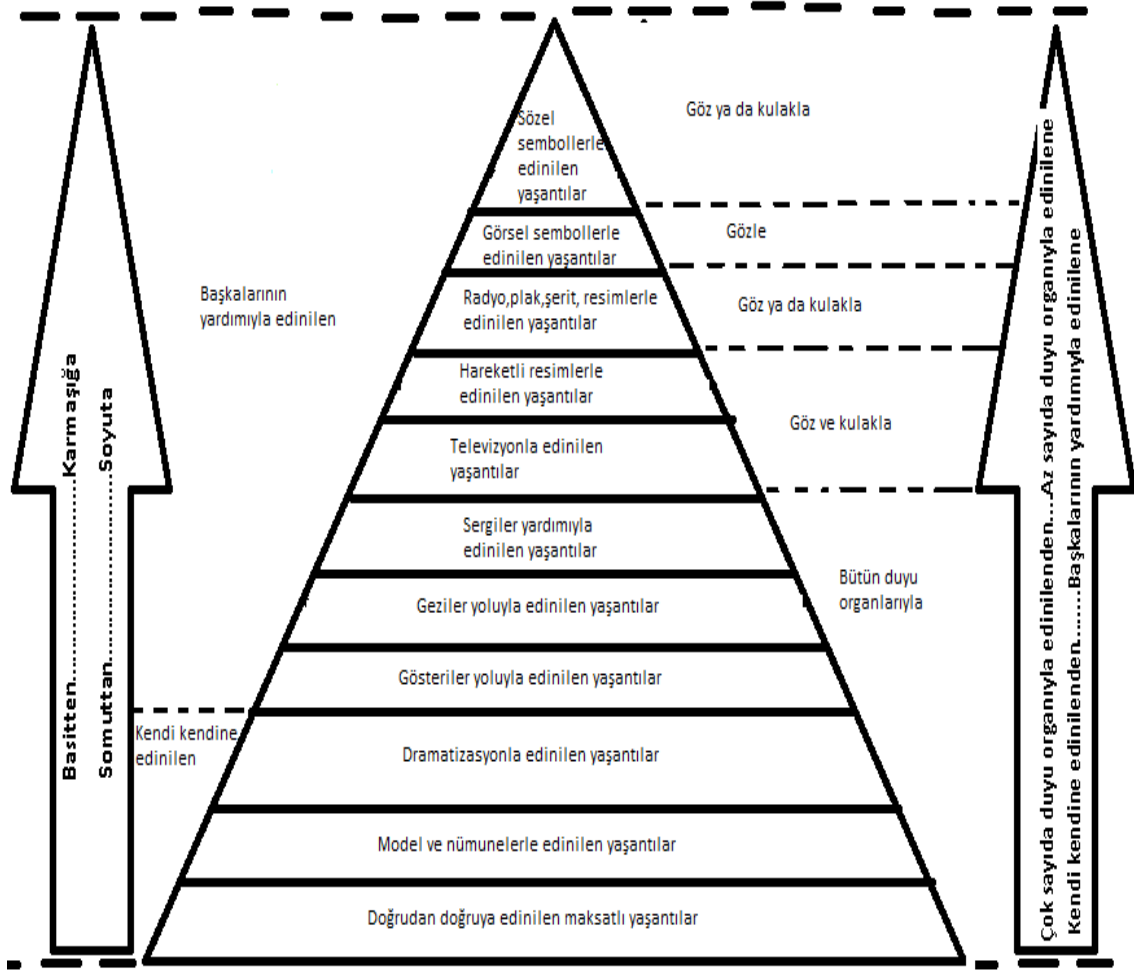 Sözel
sembollerle
edinilen
yaşantılar
Göz ya da kulakla
Görsel sembollerle
edinilen yaşantılar
Gözle
Başkalarının
yardımıyla edinilen
Radyo,plak,şerit, resimlerle
edinilen yaşantılar
Göz ya da kulakla
Hareketli resimlerle
edinilen yaşantılar
Göz ve kulakla
Televizyonla edinilen
yaşantılar
Sergiler yardımıyla
edinilen yaşantılar
Bütün duyu
organlarıyla
Geziler yoluyla edinilen yaşantılar
Gösteriler yoluyla edinilen yaşantılar
Kendi kendine
edinilen
Dramatizasyonla edinilen yaşantılar
Model ve nümunelerle edinilen yaşantılar
Doğrudan doğruya edinilen maksatlı yaşantılar
Basitten..................Karmaşığa
Somuttan..............................Soyuta
Çok sayıda duyu organıyla edinilenden....Az sayıda duyu organıyla edinilene
Kendi kendine edinilenden........Başkalarının yardımıyla edinilene